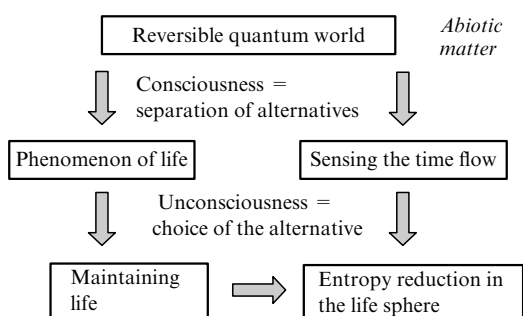 Reversible quantum world
Abiotic
matter
Consciousness =
separation of alternatives
Phenomenon of life
Sensing the time flow
Unconsciousness =
choice of the alternative
Maintaining
life
Entropy reduction in
the life sphere